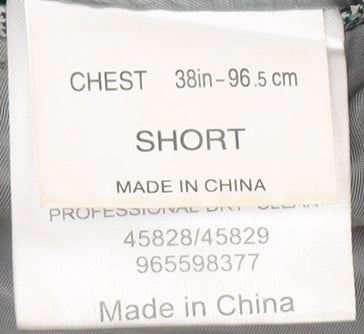 CHEST 38in-96.5cm
SHORT
MADE IN CHINA
PROFESSIONAL DRY CLEAN
45828/45829
965598377
Made in China